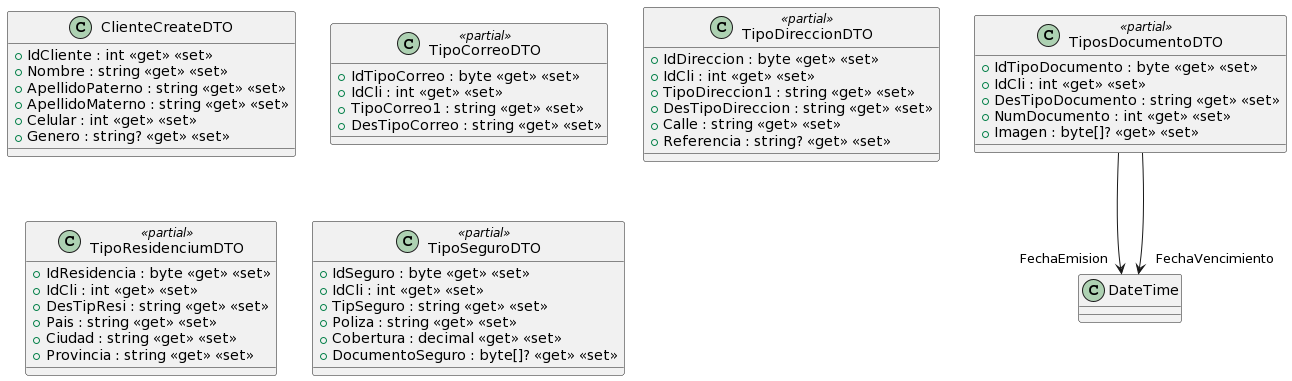 C ClienteCreateDTO
IdCliente : int «get» «set»
Nombre : string «get» «set»
ApellidoPaterno : string «get» «set»
ApellidoMaterno : string «get» «set»
Celular : int «get» «set»
Genero : string? «get» «set»
«partial»
C TipoCorreoDTO
IdTipoCorreo : byte «get» «set»
IdCli : int «get» «set»
TipoCorreo1 : string «get» «set»
DesTipoCorreo : string «get» «set»
«partial»
C TipoDireccionDTO
IdDireccion : byte «get» «set»
IdCli : int «get» «set»
TipoDireccion1 : string «get» «set»
DesTipoDireccion : string «get» «set»
Calle : string «get» «set»
Referencia : string? «get» «set»
«partial»
C TiposDocumentoDTO
IdTipoDocumento : byte «get» «set»
IdCli : int «get» «set»
DesTipoDocumento : string «get» «set»
NumDocumento : int «get» «set»
Imagen : byte[]? «get» «set»
«partial»
C TipoResidenciumDTO
IdResidencia : byte «get» «set»
IdCli : int «get» «set»
DesTipResi : string «get» «set»
Pais : string «get» «set»
Ciudad : string «get» «set»
Provincia : string «get» «set»
«partial»
C TipoSeguroDTO
IdSeguro : byte «get» «set»
IdCli : int «get» «set»
TipSeguro : string «get» «set»
Poliza : string «get» «set»
Cobertura : decimal «get» «set»
DocumentoSeguro : byte[]? «get» «set»
FechaEmision
FechaVencimiento
C DateTime